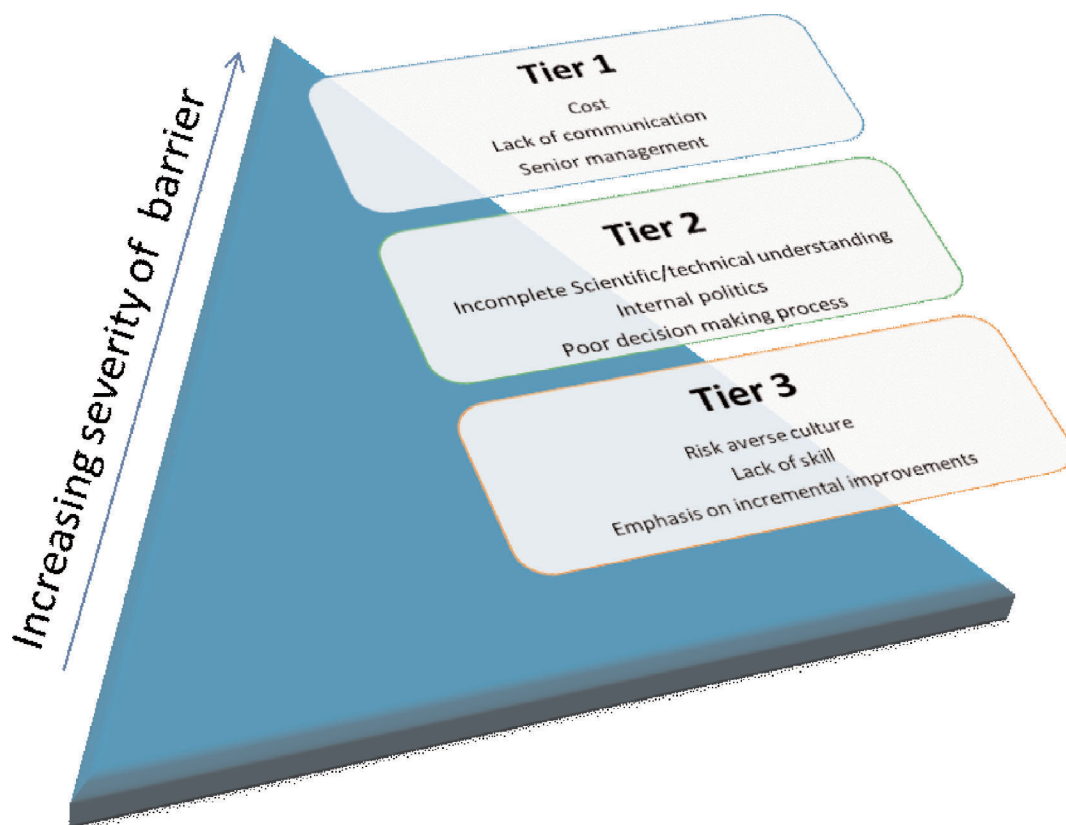 Increasing severity of barrier
Tier 1
Cost
Lack of communication
Senior management
Tier 2
Incomplete Scientific/technical understanding
Internal politics
Poor decision making process
Tier 3
Risk averse culture
Lack of skill
Emphasis on incremental improvements